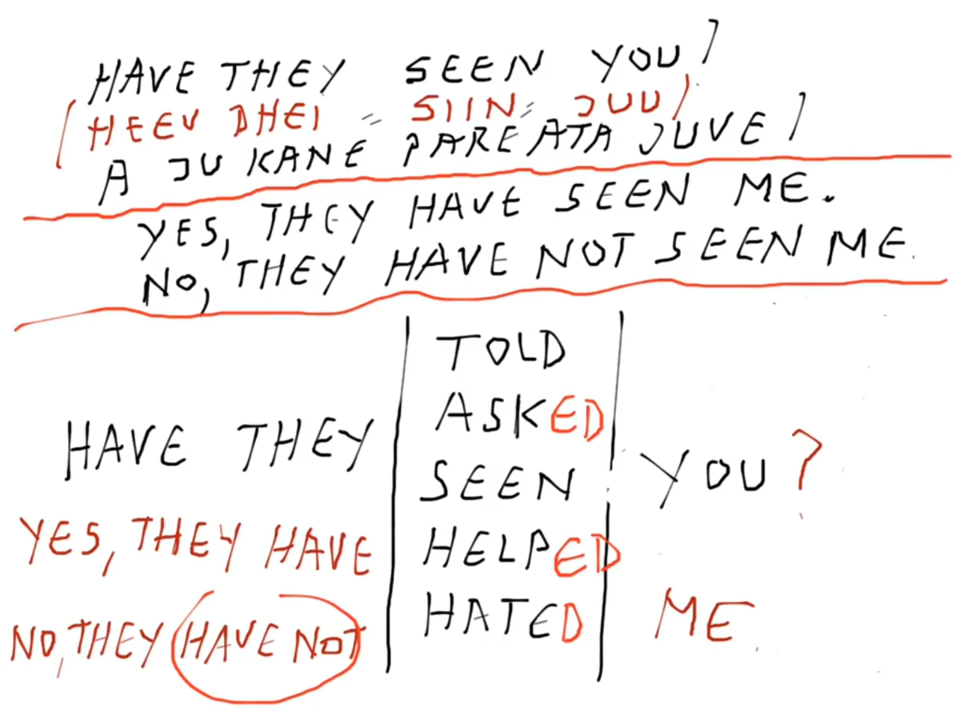 HAVE THEY SEEN YOU?
(HEEV DHEI - SIIN - JUU)
A JU KANE PARE ATA JUVE?
YES, THEY HAVE SEEN ME.
NO, THEY HAVE NOT SEEN ME.
TOLD
ASKED
HAVE THEY SEEN YOU?
YES, THEY HAVE HELPED
NO, THEY HAVE NOT HATED ME.